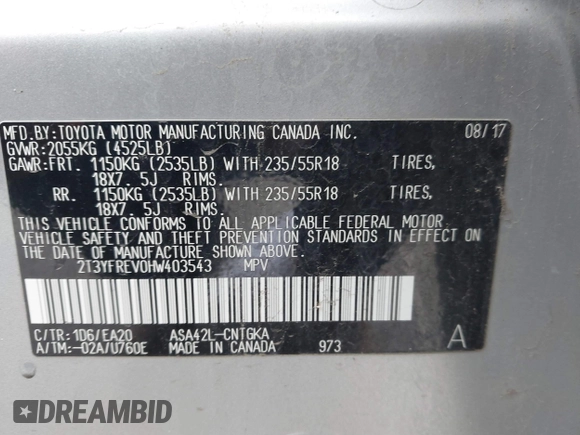 MFD.BY:TOYOTA MOTOR MANUFACTURING CANADA INC. 08/17
GVWR:2055KG (4525LB)
GAWR:FRT. 1150KG (2535LB) WITH 235/55R18 TIRES,
18X7.5J RIMS.
RR. 1150KG (2535LB) WITH 235/55R18 TIRES,
18X7.5J RIMS.
THIS VEHICLE CONFORMS TO ALL APPLICABLE FEDERAL MOTOR
VEHICLE SAFETY AND THEFT PREVENTION STANDARDS IN EFFECT ON
THE DATE OF MANUFACTURE SHOWN ABOVE.
2T3YFREV0HW403543 MPV
C/TR:1D6/EA20 ASA42L-CNTGKA A
A/TM:-02A/U760E MADE IN CANADA 973
DREAMBID